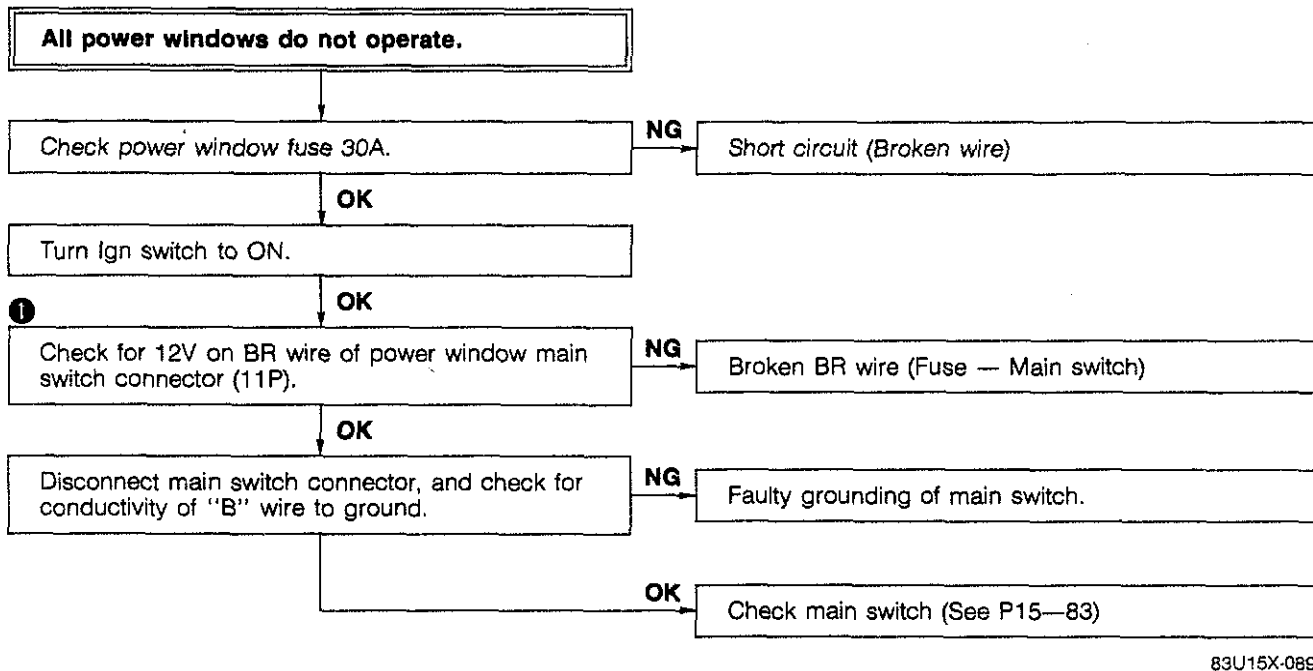 All power windows do not operate.
Check power window fuse 30A.
NG
Short circuit (Broken wire)
OK
Turn Ign switch to ON.
OK
❶
Check for 12V on BR wire of power window main
switch connector (11P).
NG
Broken BR wire (Fuse — Main switch)
OK
Disconnect main switch connector, and check for
conductivity of "B" wire to ground.
NG
Faulty grounding of main switch.
OK
Check main switch (See P15—83)
83U15X-089